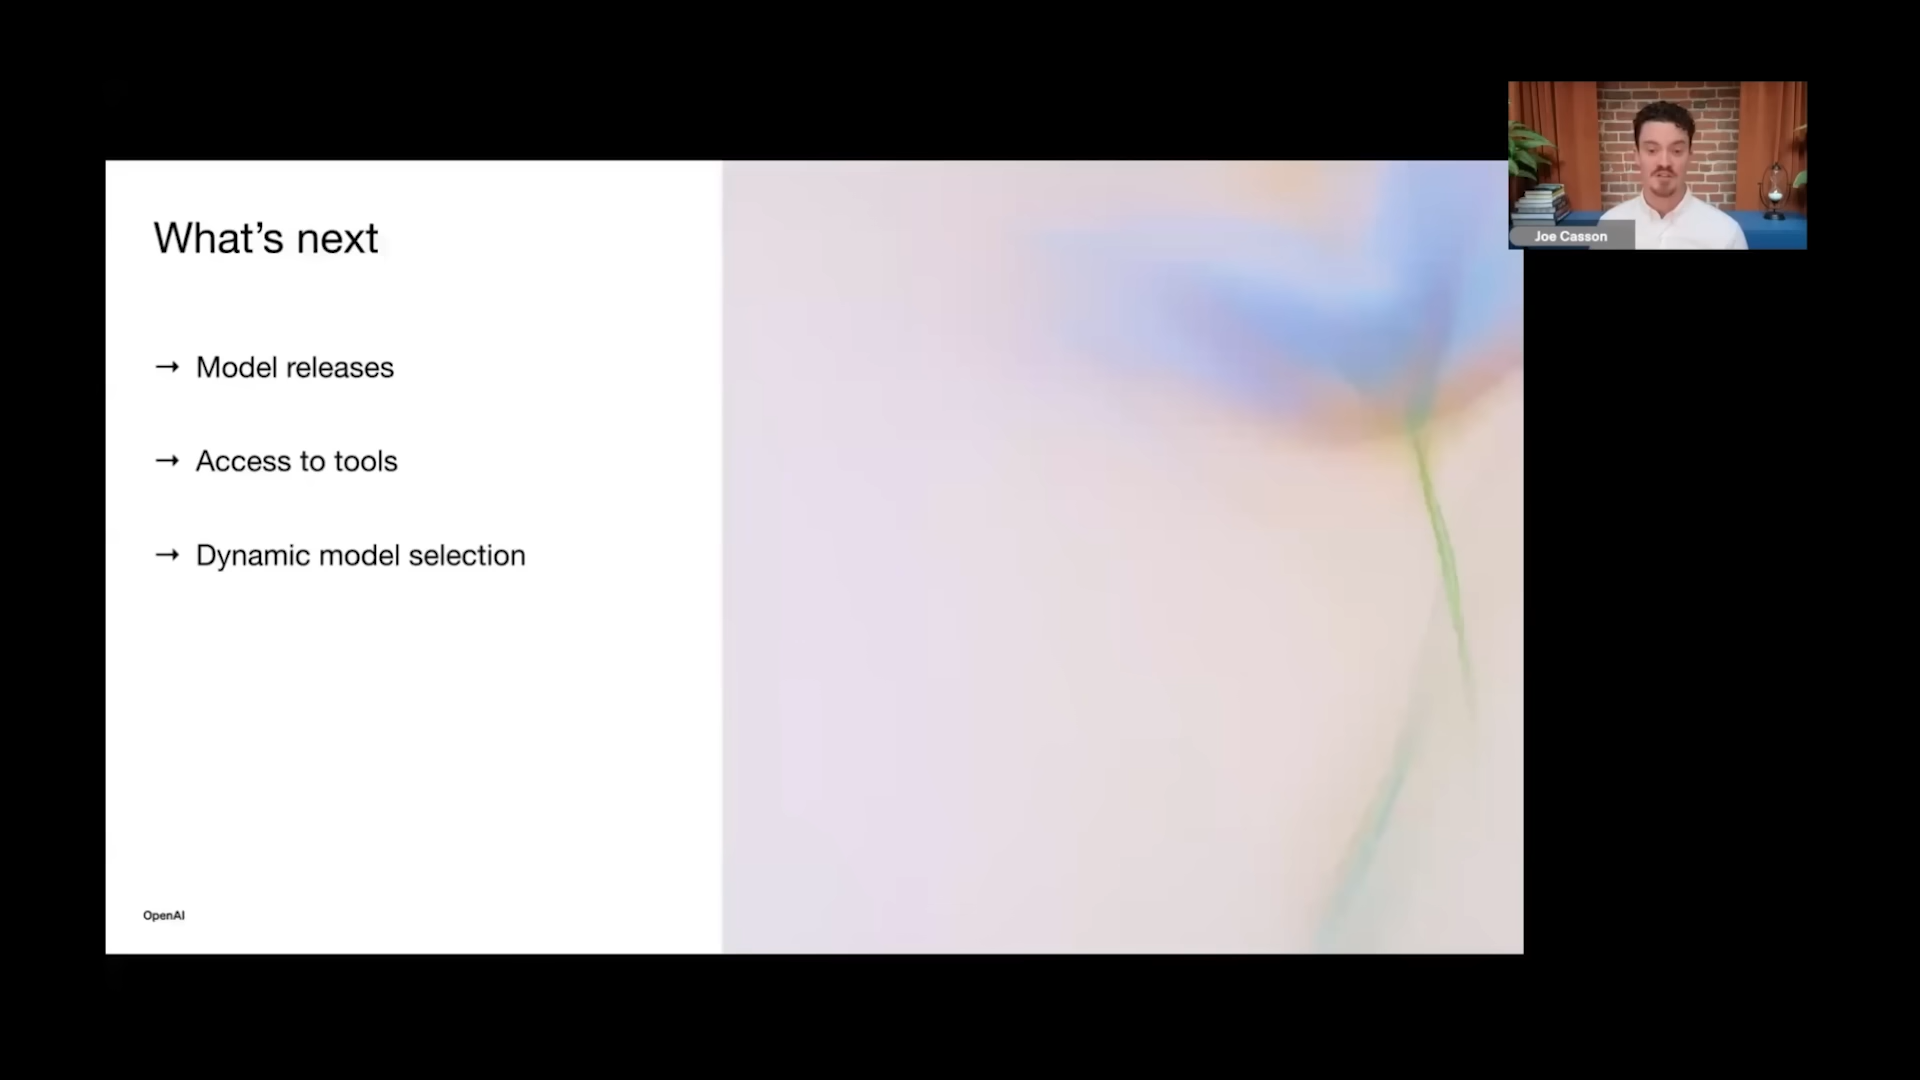 What's next
→ Model releases
→ Access to tools
→ Dynamic model selection
OpenAI
Joe Casson